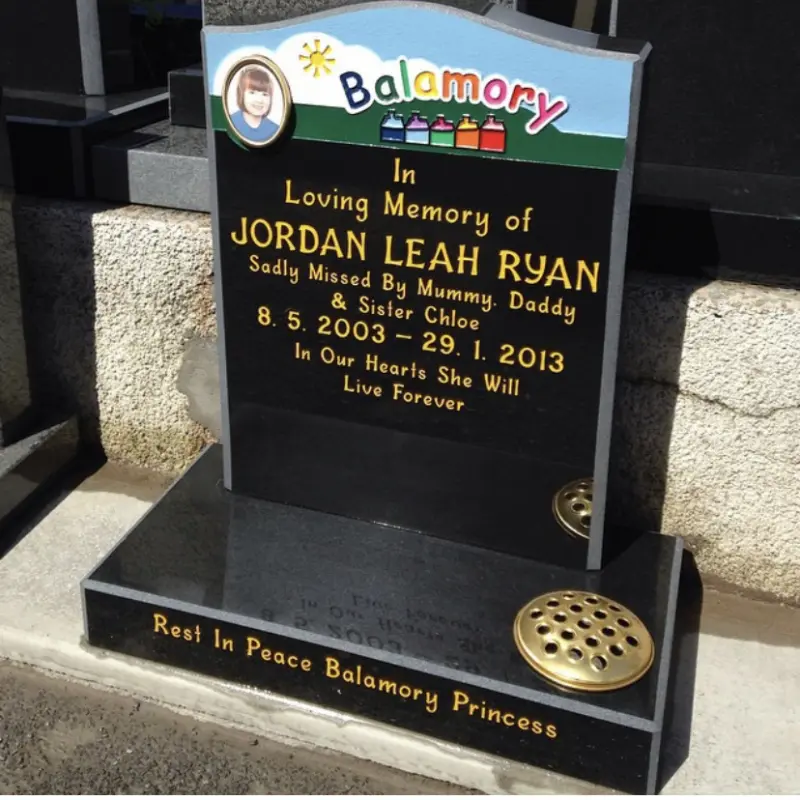 Balamory
In
Loving Memory of
JORDAN LEAH RYAN
Sadly Missed By Mummy. Daddy
& Sister Chloe
8. 5. 2003 – 29. 1. 2013
In Our Hearts She Will
Live Forever
Rest In Peace Balamory Princess